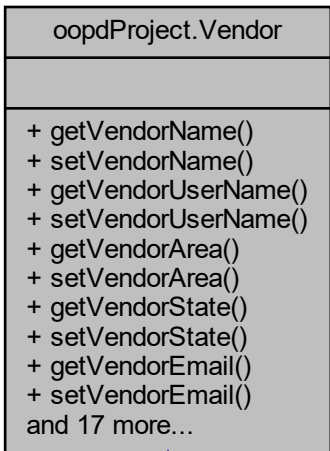 oopdProject.Vendor
+ getVendorName()
+ setVendorName()
+ getVendorUserName()
+ setVendorUserName()
+ getVendorArea()
+ setVendorArea()
+ getVendorState()
+ setVendorState()
+ getVendorEmail()
+ setVendorEmail()
and 17 more...